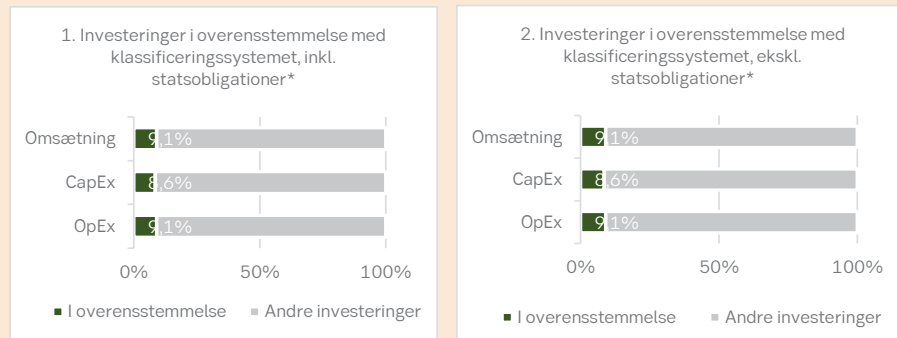 1. Investeringer i overensstemmelse med
klassificeringssystemet, inkl.
statsobligationer*
Omsætning
9,1%
CapEx
8,6%
OpEx
9,1%
0%
50%
100%
I overensstemmelse
Andre investeringer
2. Investeringer i overensstemmelse med
klassificeringssystemet, ekskl.
statsobligationer*
Omsætning
9,1%
CapEx
8,6%
OpEx
9,1%
0%
50%
100%
I overensstemmelse
Andre investeringer